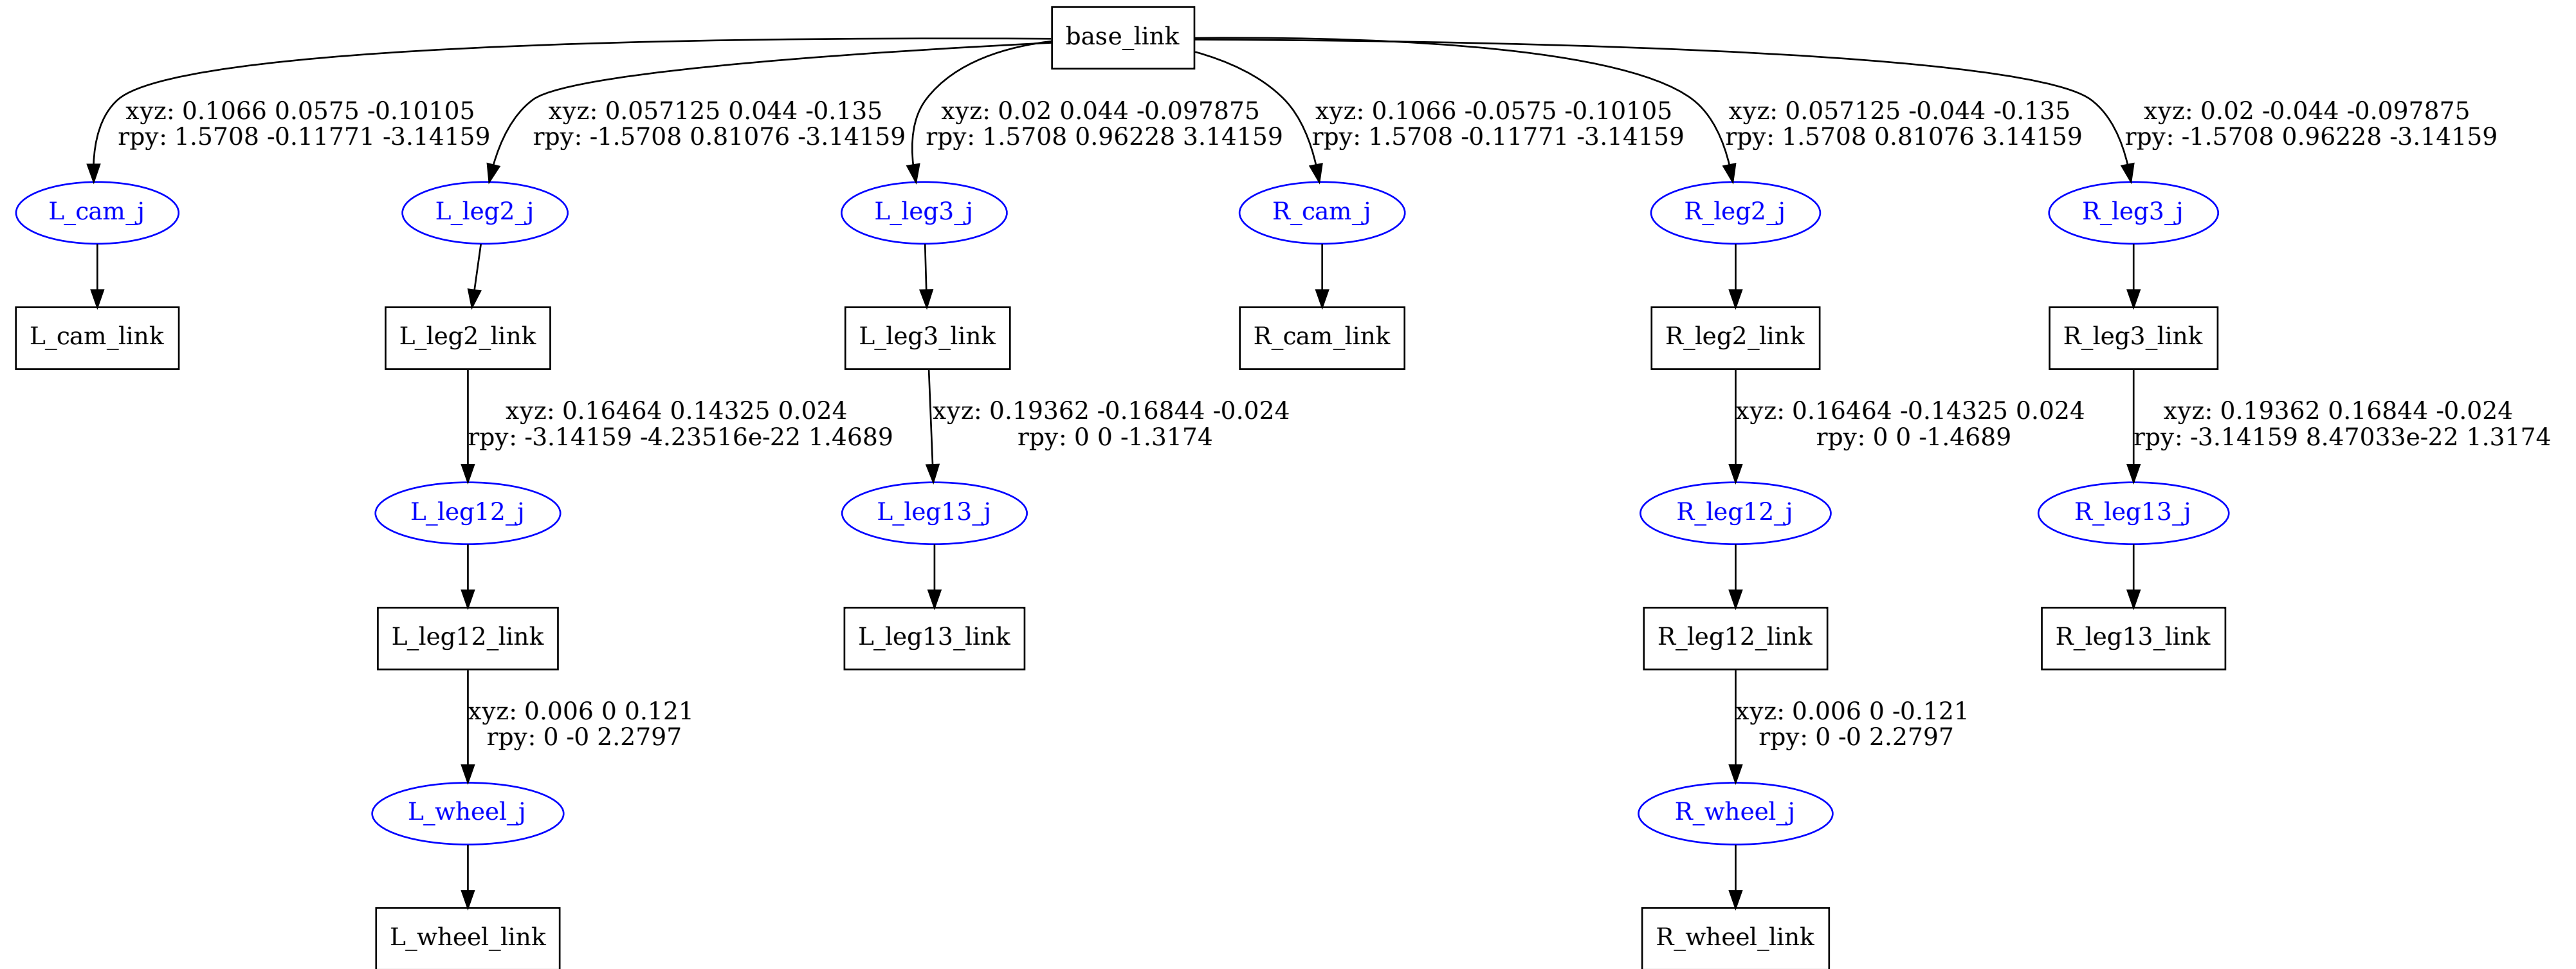 base_link
xyz: 0.1066 0.0575 -0.10105
rpy: 1.5708 -0.11771 -3.14159
xyz: 0.057125 0.044 -0.135
rpy: -1.5708 0.81076 -3.14159
xyz: 0.02 0.044 -0.097875
rpy: 1.5708 0.96228 3.14159
xyz: 0.1066 -0.0575 -0.10105
rpy: 1.5708 -0.11771 -3.14159
xyz: 0.057125 -0.044 -0.135
rpy: 1.5708 0.81076 3.14159
xyz: 0.02 -0.044 -0.097875
rpy: -1.5708 0.96228 -3.14159
L_cam_j
L_leg2_j
L_leg3_j
R_cam_j
R_leg2_j
R_leg3_j
L_cam_link
L_leg2_link
L_leg3_link
R_cam_link
R_leg2_link
R_leg3_link
xyz: 0.16464 0.14325 0.024
rpy: -3.14159 -4.23516e-22 1.4689
xyz: 0.19362 -0.16844 -0.024
rpy: 0 0 -1.3174
xyz: 0.16464 -0.14325 0.024
rpy: 0 0 -1.4689
xyz: 0.19362 0.16844 -0.024
rpy: -3.14159 8.47033e-22 1.3174
L_leg12_j
L_leg13_j
R_leg12_j
R_leg13_j
L_leg12_link
L_leg13_link
R_leg12_link
R_leg13_link
xyz: 0.006 0 0.121
rpy: 0 -0 2.2797
xyz: 0.006 0 -0.121
rpy: 0 -0 2.2797
L_wheel_j
R_wheel_j
L_wheel_link
R_wheel_link